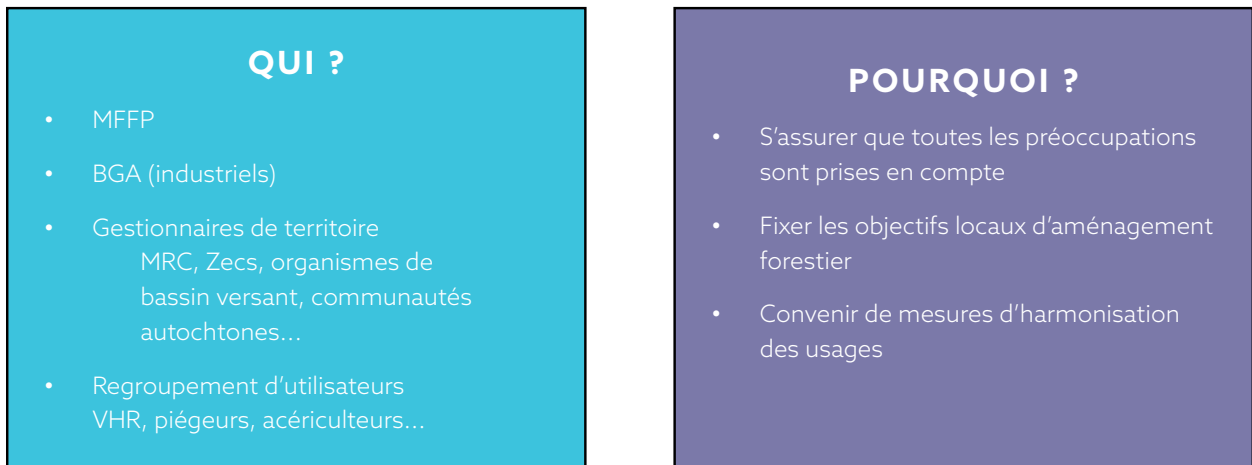 QUI ?
• MFFP
• BGA (industriels)
• Gestionnaires de territoire
MRC, Zecs, organismes de
bassin versant, communautés
autochtones...
• Regroupement d'utilisateurs
VHR, piégeurs, acériculteurs...
POURQUOI ?
• S'assurer que toutes les préoccupations
sont prises en compte
• Fixer les objectifs locaux d'aménagement
forestier
• Convenir de mesures d'harmonisation
des usages